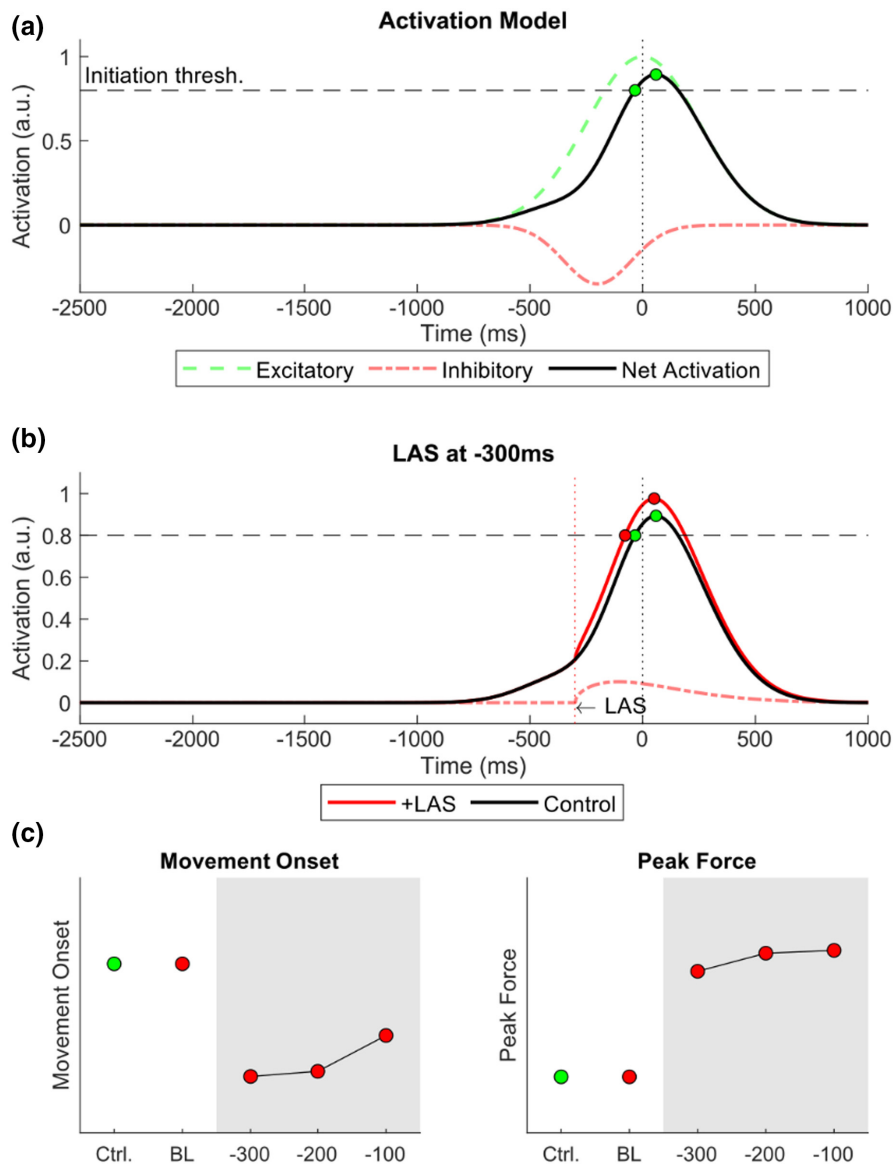 (a)
Activation Model
Activation (a.u.)
1
Initiation thresh.
0.5
0
-2500 -2000 -1500 -1000 -500 0 500 1000
Time (ms)
Excitatory Inhibitory Net Activation
(b)
LAS at -300ms
Activation (a.u.)
1
0.8
0.6
0.4
0.2
0
← LAS
-2500 -2000 -1500 -1000 -500 0 500 1000
Time (ms)
+LAS Control
(c)
Movement Onset
Movement Onset
Ctrl. BL -300 -200 -100
Peak Force
Peak Force
Ctrl. BL -300 -200 -100